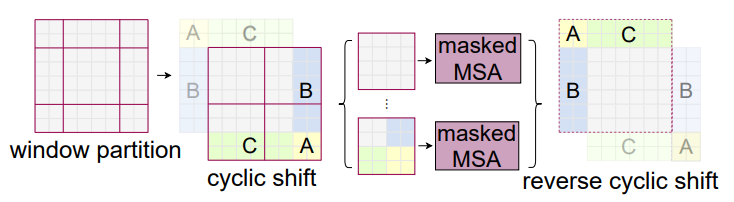 A C
B
B
C A
window partition
cyclic shift
masked
MSA
...
masked
MSA
A C
B B
C A
reverse cyclic shift